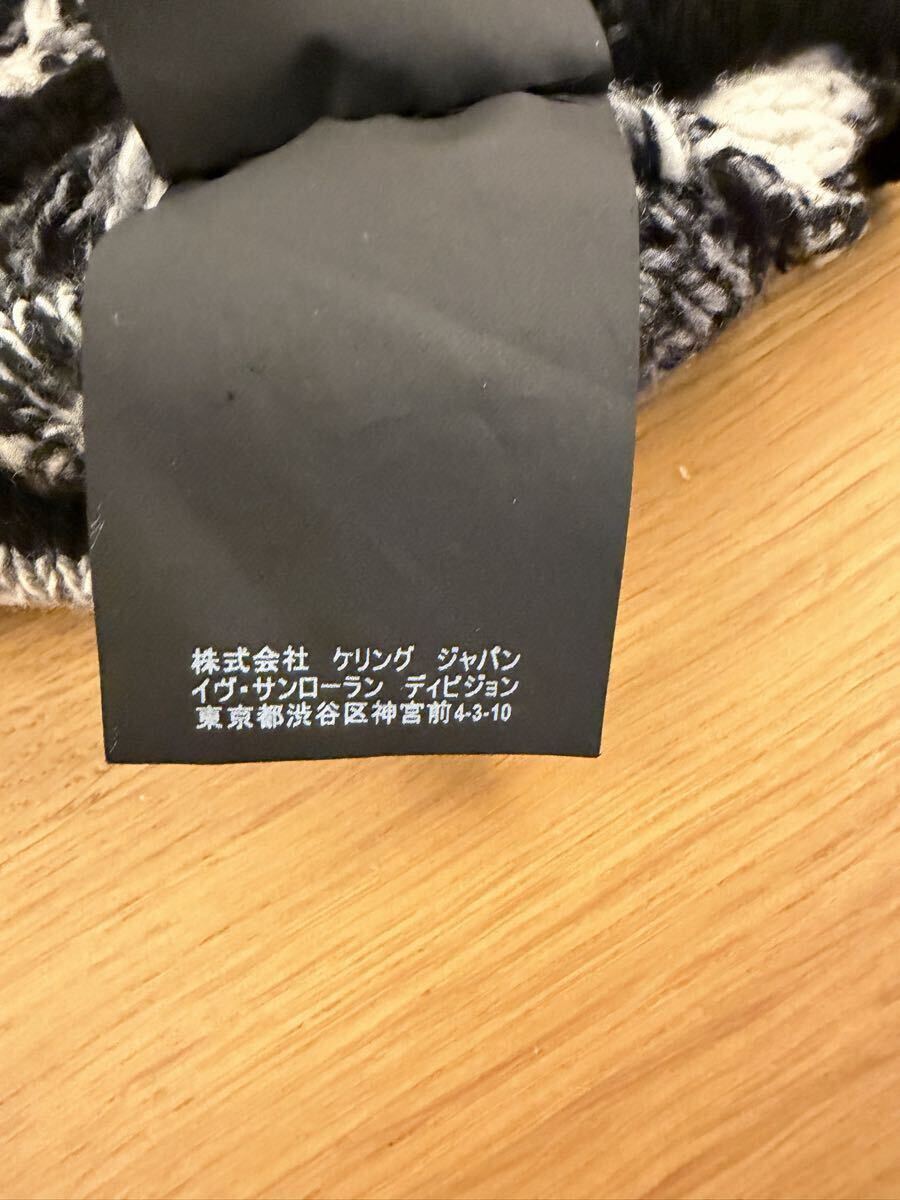 株式会社 ケリング ジャパン
イヴ・サンローラン ディビジョン
東京都渋谷区神宮前4-3-10